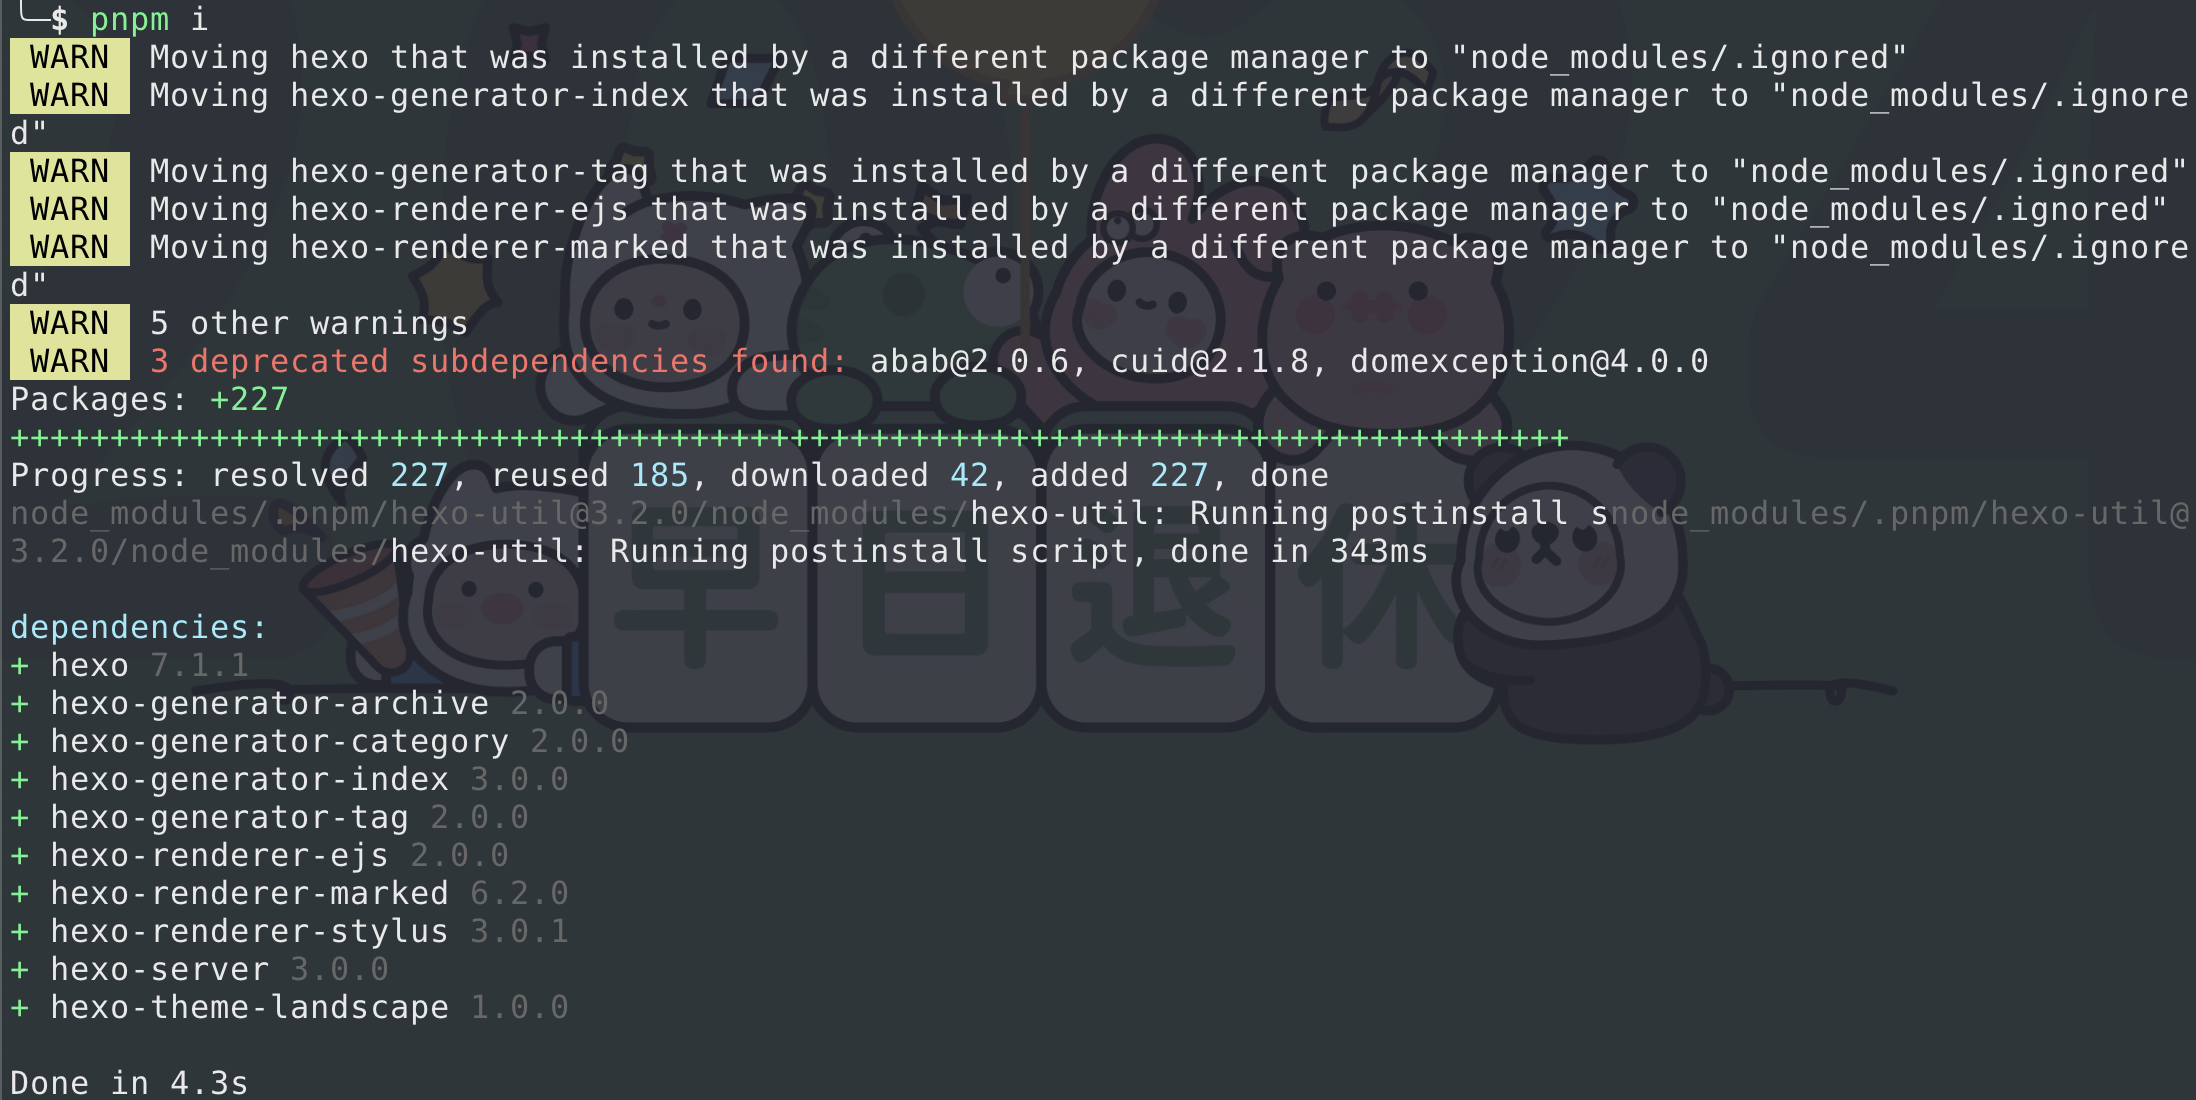 ╰─$ pnpm i
WARN Moving hexo that was installed by a different package manager to "node_modules/.ignored"
WARN Moving hexo-generator-index that was installed by a different package manager to "node_modules/.ignore
d"
WARN Moving hexo-generator-tag that was installed by a different package manager to "node_modules/.ignored"
WARN Moving hexo-renderer-ejs that was installed by a different package manager to "node_modules/.ignored"
WARN Moving hexo-renderer-marked that was installed by a different package manager to "node_modules/.ignore
d"
WARN 5 other warnings
WARN 3 deprecated subdependencies found: abab@2.0.6, cuid@2.1.8, domexception@4.0.0
Packages: +227
++++++++++++++++++++++++++++++++++++++++++++++++++++++++++++++++++++++++++++++
Progress: resolved 227, reused 185, downloaded 42, added 227, done
node_modules/.pnpm/hexo-util@3.2.0/node_modules/hexo-util: Running postinstall snode_modules/.pnpm/hexo-util@
3.2.0/node_modules/hexo-util: Running postinstall script, done in 343ms
早日退休
dependencies:
+ hexo 7.1.1
+ hexo-generator-archive 2.0.0
+ hexo-generator-category 2.0.0
+ hexo-generator-index 3.0.0
+ hexo-generator-tag 2.0.0
+ hexo-renderer-ejs 2.0.0
+ hexo-renderer-marked 6.2.0
+ hexo-renderer-stylus 3.0.1
+ hexo-server 3.0.0
+ hexo-theme-landscape 1.0.0
Done in 4.3s